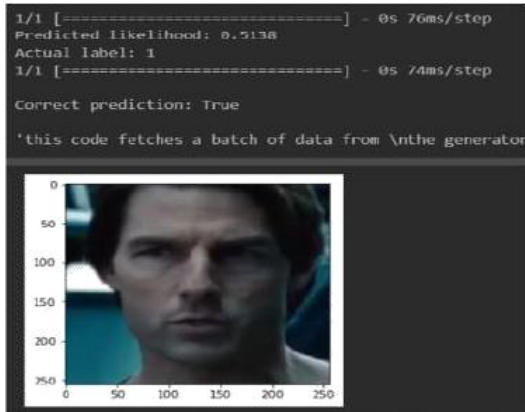 1/1 [==============================] - 0s 76ms/step
Predicted likelihood: 0.5138
Actual label: 1
1/1 [==============================] - 0s 74ms/step
Correct prediction: True
'this code fetches a batch of data from \nthe generator
0
50
100
150
200
250
0 50 100 150 200 250